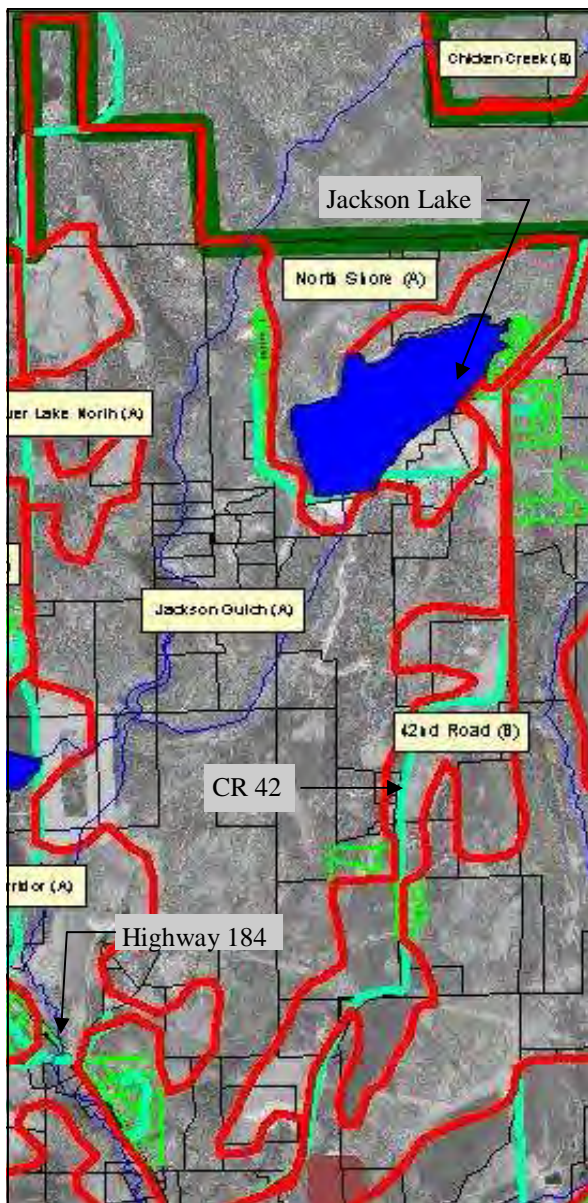 Chicken Creek (B)
Jackson Lake
North Shore (A)
uer Lake North (A)
Jackson Gulch (A)
42nd Road (B)
CR 42
rridor (A)
Highway 184